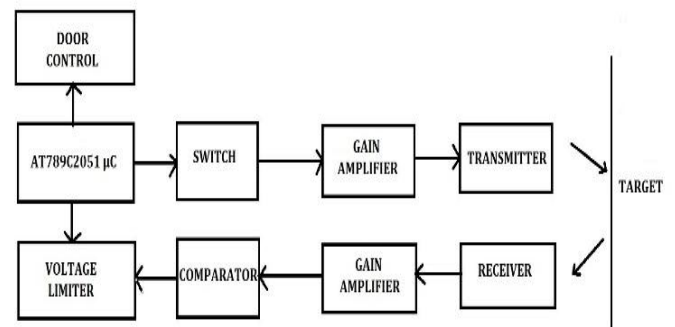 DOOR
CONTROL
AT789C2051 µC
SWITCH
GAIN
AMPLIFIER
TRANSMITTER
TARGET
VOLTAGE
LIMITER
COMPARATOR
GAIN
AMPLIFIER
RECEIVER